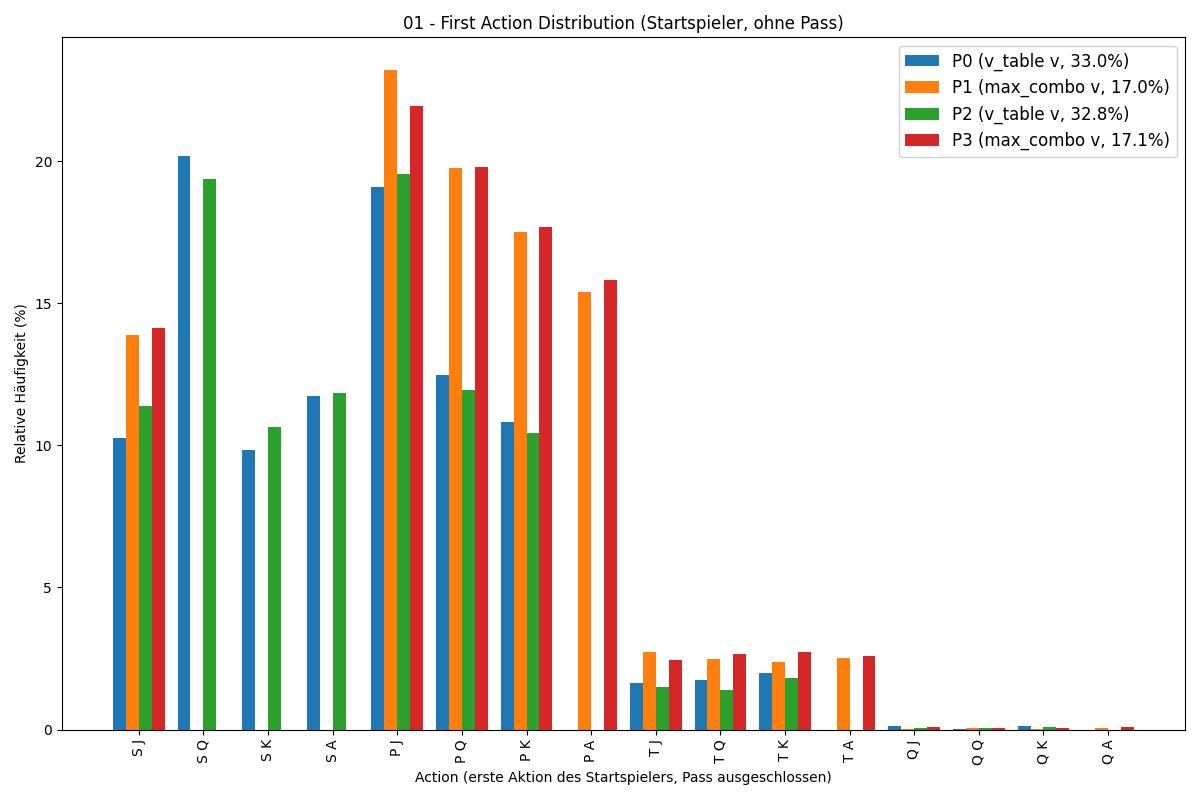 01 - First Action Distribution (Startspieler, ohne Pass)
P0 (v_table v, 33.0%)
P1 (max_combo v, 17.0%)
P2 (v_table v, 32.8%)
P3 (max_combo v, 17.1%)
Relative Häufigkeit (%)
20
15
10
5
0
S J
S Q
S K
S A
P J
P Q
P K
P A
T J
T Q
T K
T A
Q J
Q Q
Q K
Q A
Action (erste Aktion des Startspielers, Pass ausgeschlossen)